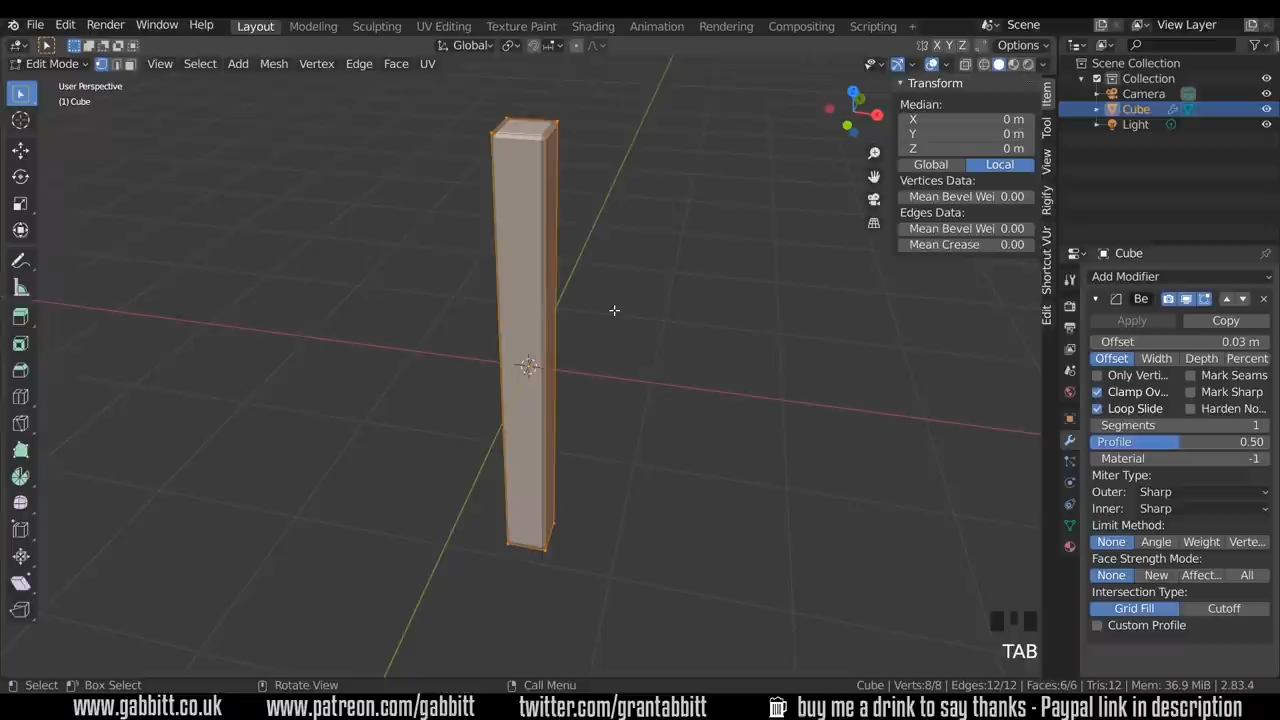 File Edit Render Window Help Layout Modeling Sculpting UV Editing Texture Paint Shading Animation Rendering Compositing Scripting + Scene View Layer
Global X Y Z Options
Edit Mode View Select Add Mesh Vertex Edge Face UV
User Perspective
(1) Cube
Transform
Median:
X 0 m
Y 0 m
Z 0 m
Global Local
Vertices Data:
Mean Bevel Wei 0.00
Edges Data:
Mean Bevel Wei 0.00
Mean Crease 0.00
Item
Tool
View
Rigify
Shortcut VUr
Edit
Scene Collection
Collection
Camera
Cube
Light
Cube
Add Modifier
Be
Apply Copy
Offset 0.03 m
Offset Width Depth Percent
Only Verti... Mark Seams
Clamp Ov... Mark Sharp
Loop Slide Harden No...
Segments 1
Profile 0.50
Material -1
Miter Type:
Outer: Sharp
Inner: Sharp
Limit Method:
None Angle Weight Verte...
Face Strength Mode:
None New Affect... All
Intersection Type:
Grid Fill Cutoff
Custom Profile
TAB
Select Box Select Rotate View Call Menu Cube | Verts:8/8 | Edges:12/12 | Faces:6/6 | Tris:12 | Mem: 36.9 MiB | 2.83.4
www.gabbitt.co.uk www.patreon.com/gabbitt twitter.com/grantabbitt buy me a drink to say thanks - Paypal link in description